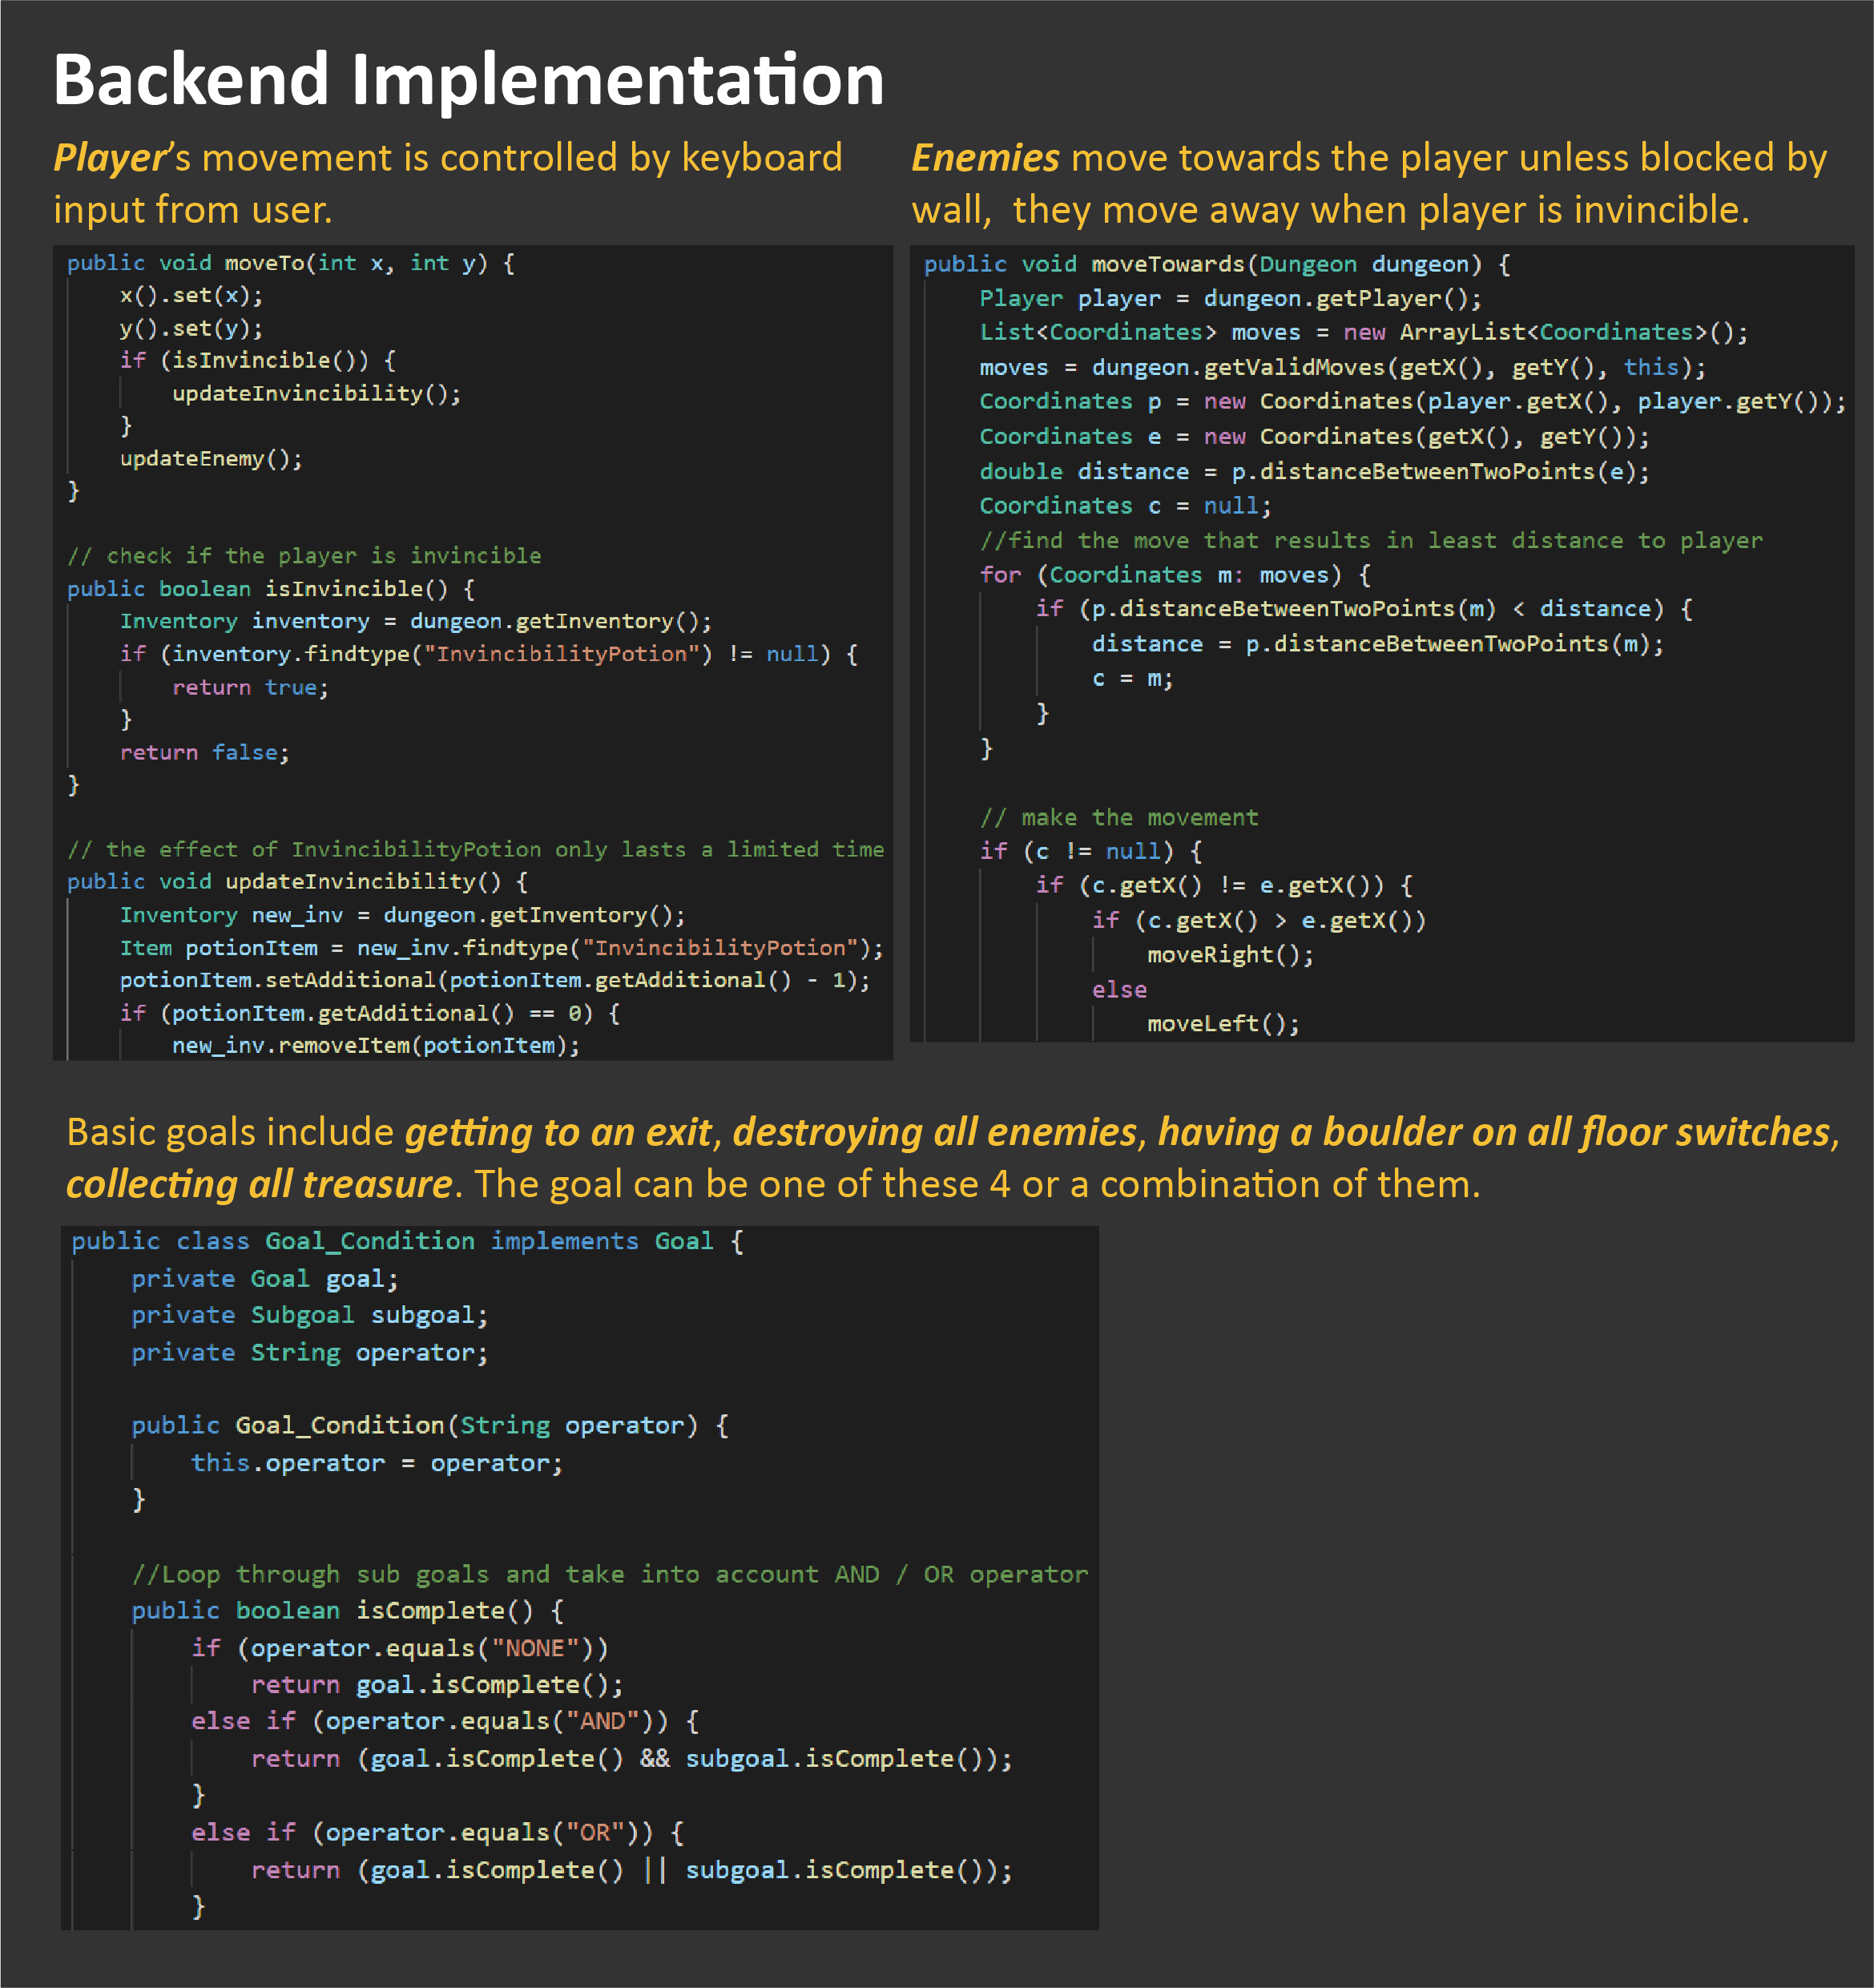 Backend Implementation
Player's movement is controlled by keyboard
input from user.
public void moveTo(int x, int y) {
x().set(x);
y().set(y);
if (isInvincible()) {
updateInvincibility();
}
updateEnemy();
}
// check if the player is invincible
public boolean isInvincible() {
Inventory inventory = dungeon.getInventory();
if (inventory.findtype("InvincibilityPotion") != null) {
return true;
}
return false;
}
// the effect of InvincibilityPotion only lasts a limited time
public void updateInvincibility() {
Inventory new_inv = dungeon.getInventory();
Item potionItem = new_inv.findtype("InvincibilityPotion");
potionItem.setAdditional(potionItem.getAdditional() - 1);
if (potionItem.getAdditional() == 0) {
new_inv.removeItem(potionItem);
Enemies move towards the player unless blocked by
wall,  they move away when player is invincible.
public void moveTowards(Dungeon dungeon) {
Player player = dungeon.getPlayer();
List<Coordinates> moves = new ArrayList<Coordinates>();
moves = dungeon.getValidMoves(getX(), getY(), this);
Coordinates p = new Coordinates(player.getX(), player.getY());
Coordinates e = new Coordinates(getX(), getY());
double distance = p.distanceBetweenTwoPoints(e);
Coordinates c = null;
//find the move that results in least distance to player
for (Coordinates m: moves) {
if (p.distanceBetweenTwoPoints(m) < distance) {
distance = p.distanceBetweenTwoPoints(m);
c = m;
}
}
// make the movement
if (c != null) {
if (c.getX() != e.getX()) {
if (c.getX() > e.getX())
moveRight();
else
moveLeft();
Basic goals include getting to an exit, destroying all enemies, having a boulder on all floor switches,
collecting all treasure. The goal can be one of these 4 or a combination of them.
public class Goal_Condition implements Goal {
private Goal goal;
private Subgoal subgoal;
private String operator;
public Goal_Condition(String operator) {
this.operator = operator;
}
//Loop through sub goals and take into account AND / OR operator
public boolean isComplete() {
if (operator.equals("NONE"))
return goal.isComplete();
else if (operator.equals("AND")) {
return (goal.isComplete() && subgoal.isComplete());
}
else if (operator.equals("OR")) {
return (goal.isComplete() || subgoal.isComplete());
}